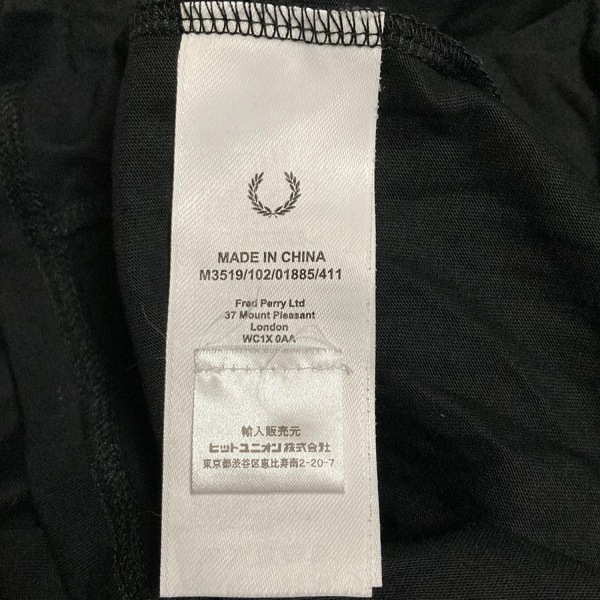 MADE IN CHINA
M3519/102/01885/411
Fred Perry Ltd
37 Mount Pleasant
London
WC1X 0AA
輸入販売元
ヒットユニオン株式会社
東京都渋谷区恵比寿南2-20-7